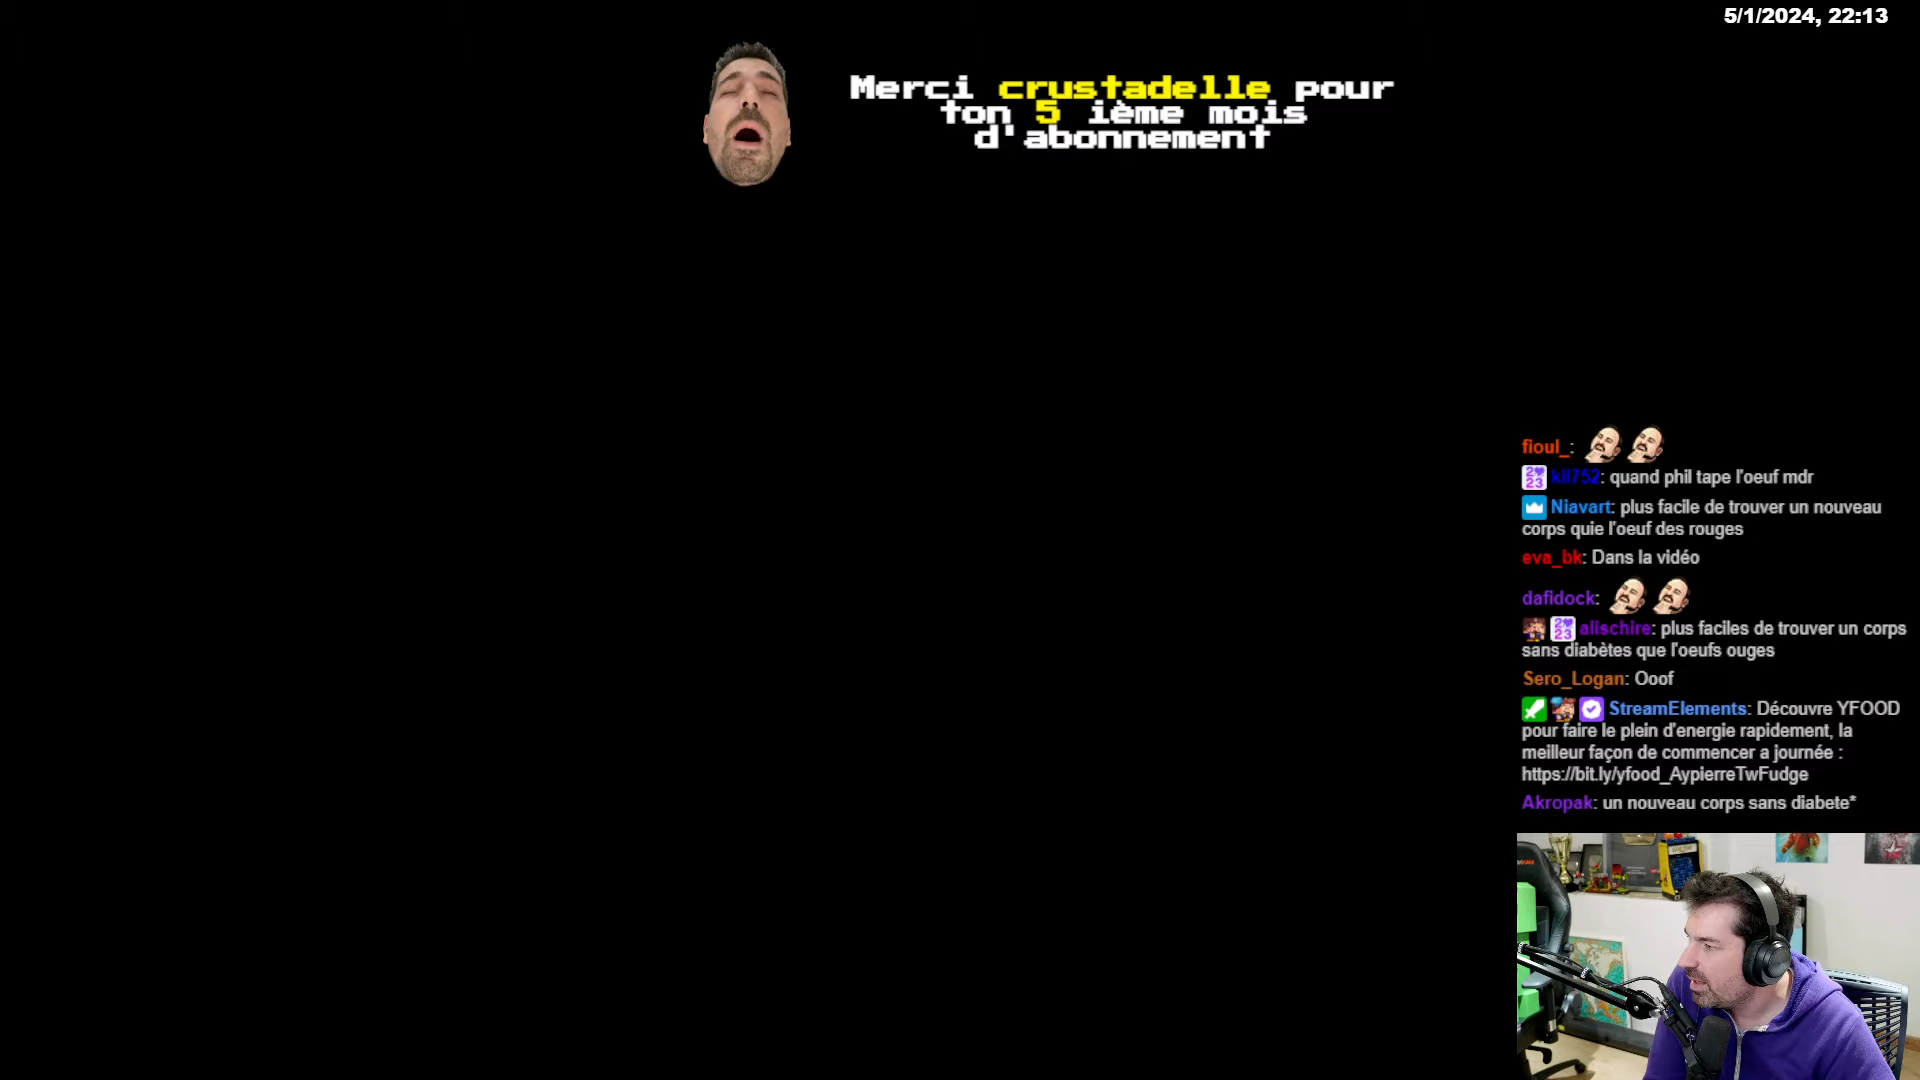 5/1/2024, 22:13
Merci crustadelle pour
ton 5 ième mois
d'abonnement
fioul_:
kll752: quand phil tape l'oeuf mdr
Niavart: plus facile de trouver un nouveau
corps quie l'oeuf des rouges
eva_bk: Dans la vidéo
dafidock:
alischire: plus faciles de trouver un corps
sans diabètes que l'oeufs ouges
Sero_Logan: Ooof
StreamElements: Découvre YFOOD
pour faire le plein d'energie rapidement, la
meilleur façon de commencer a journée :
https://bit.ly/yfood_AypierreTwFudge
Akropak: un nouveau corps sans diabete*